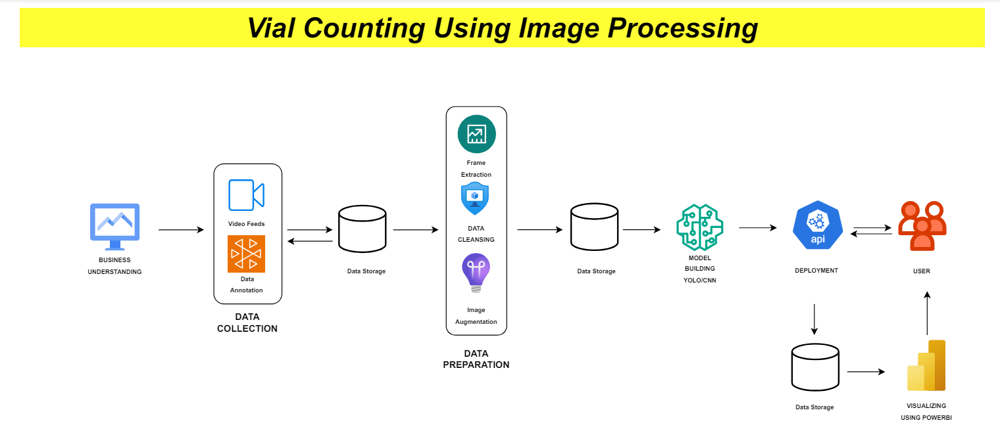 Vial Counting Using Image Processing
BUSINESS
UNDERSTANDING
Video Feeds
Data
Annotation
DATA
COLLECTION
Data Storage
Frame
Extraction
DATA
CLEANSING
Image
Augmentation
DATA
PREPARATION
Data Storage
MODEL
BUILDING
YOLO/CNN
api
DEPLOYMENT
USER
Data Storage
VISUALIZING
USING POWERBI